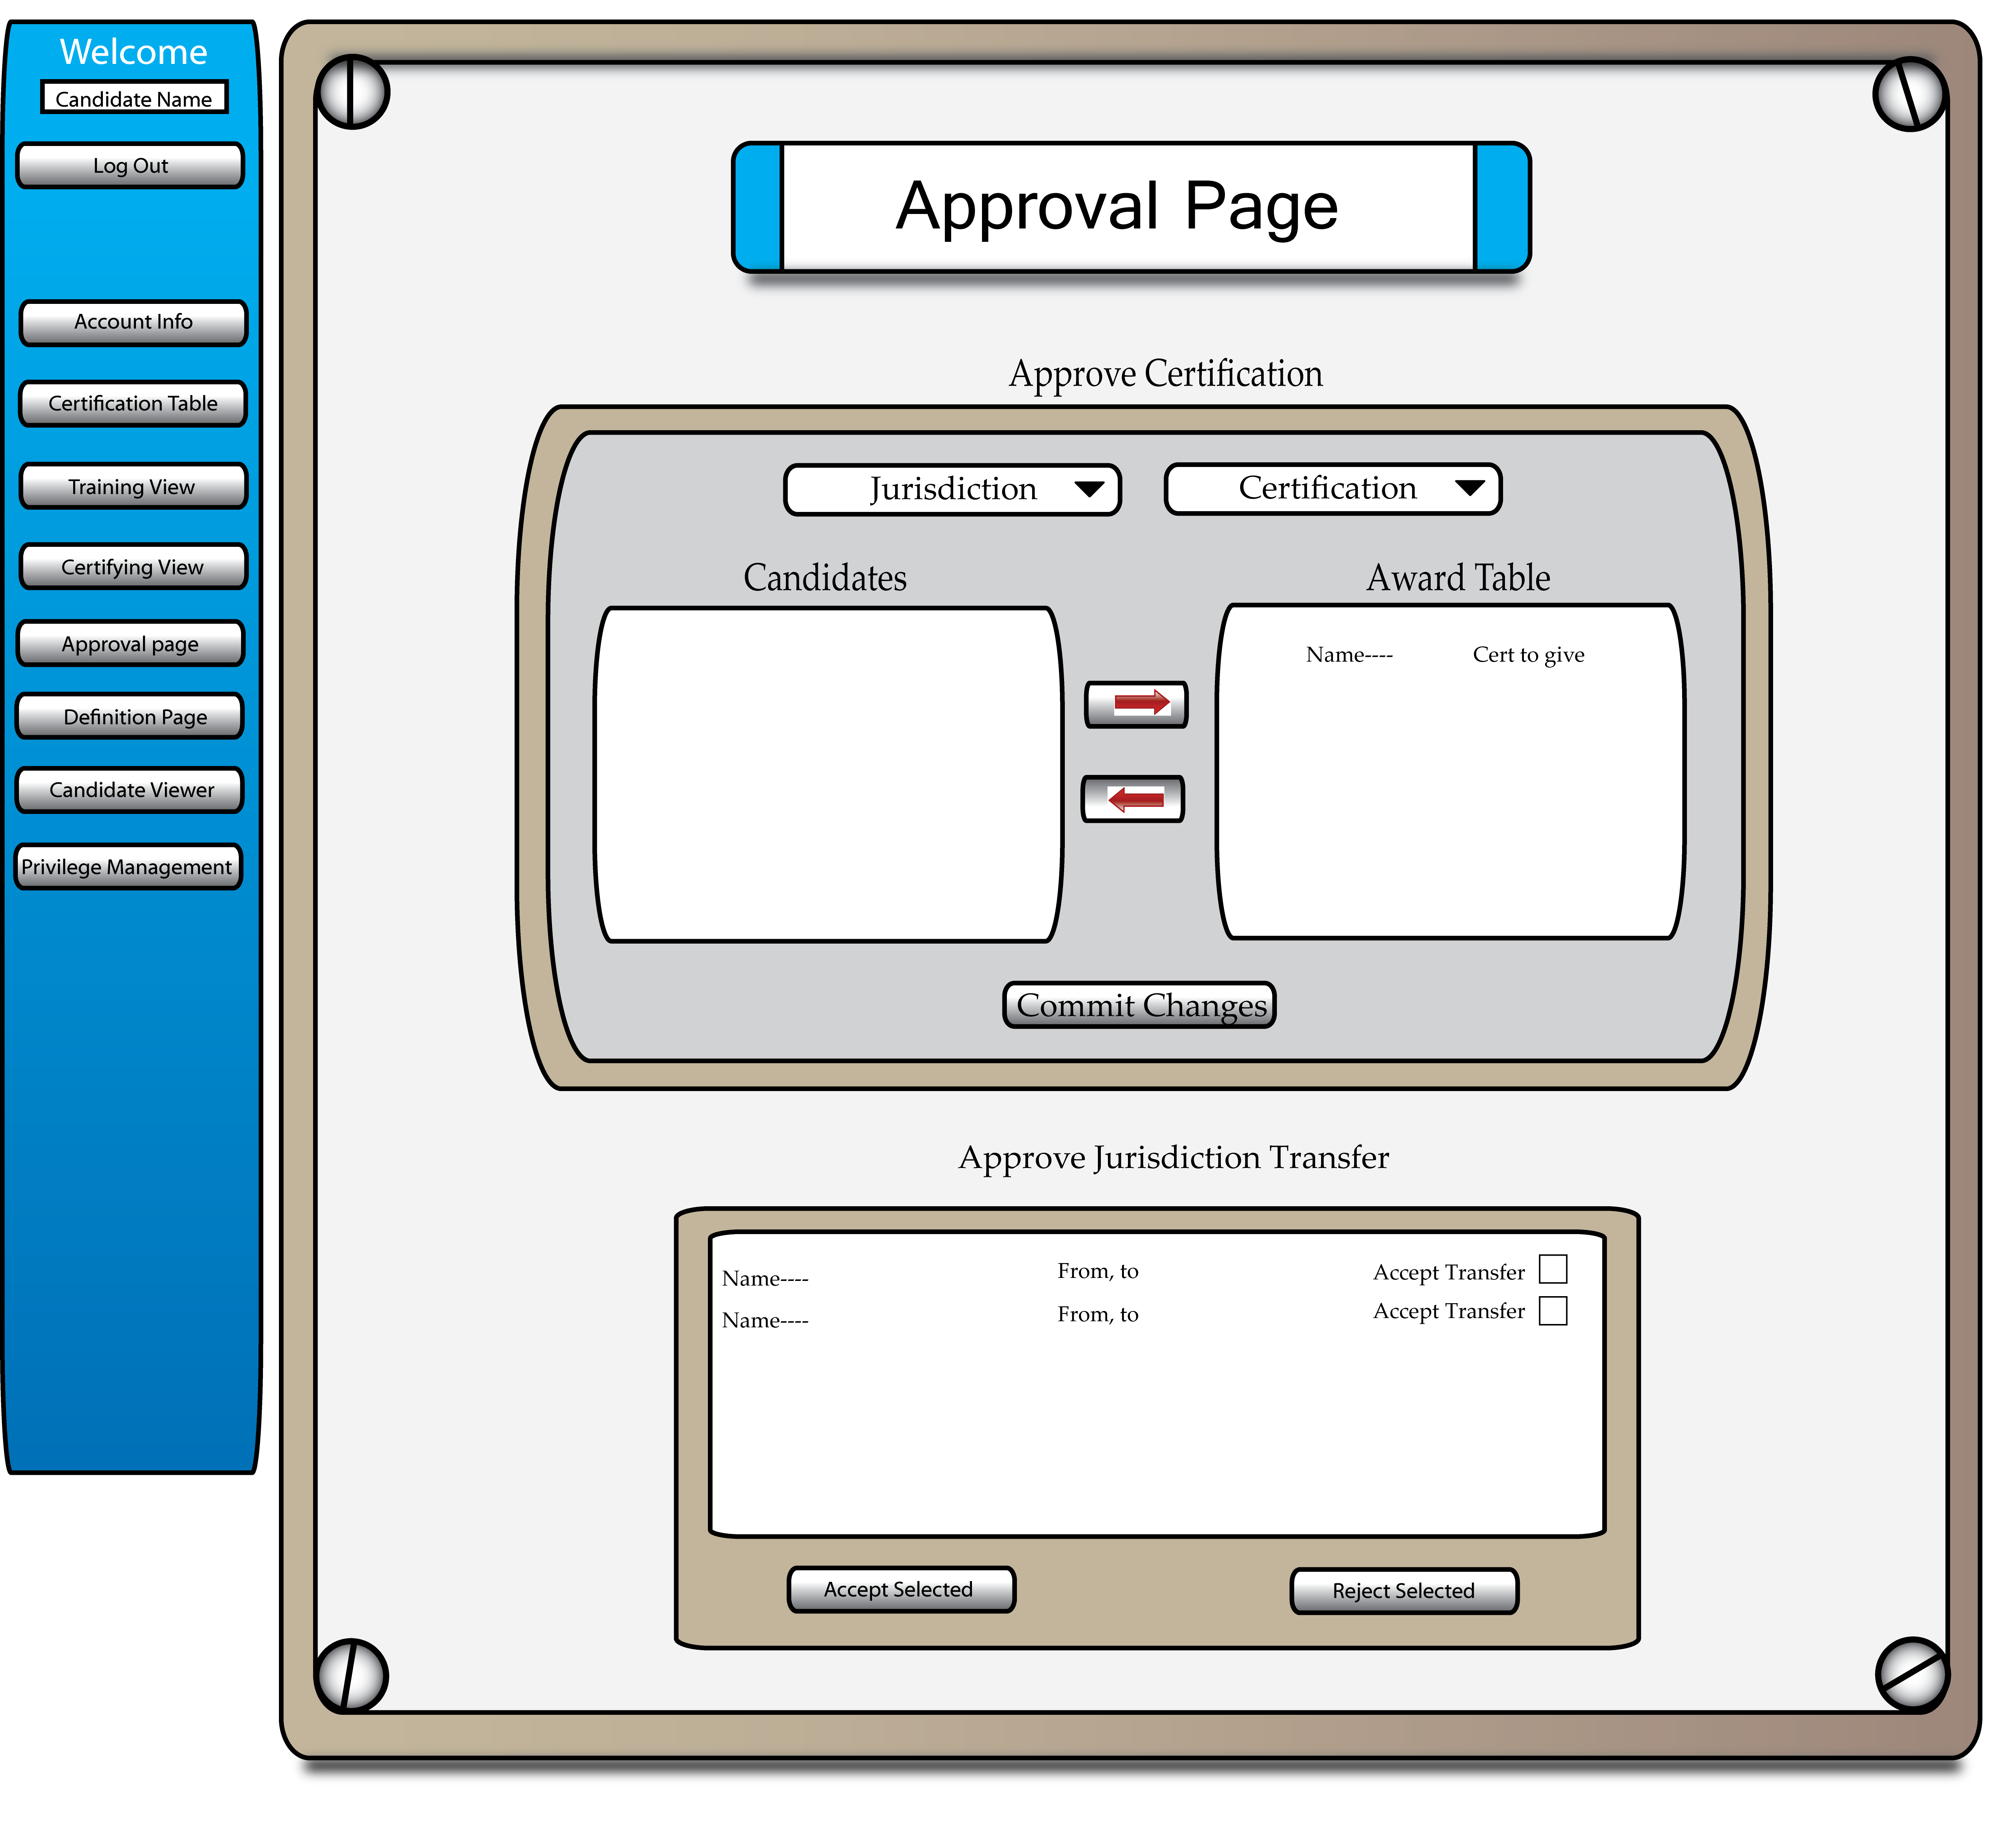 Welcome
Candidate Name
Log Out
Account Info
Certification Table
Training View
Certifying View
Approval page
Definition Page
Candidate Viewer
Privilege Management
Approval Page
Approve Certification
Jurisdiction
Certification
Candidates
Award Table
Name----
Cert to give
Commit Changes
Approve Jurisdiction Transfer
Name---- From, to Accept Transfer
Name---- From, to Accept Transfer
Accept Selected
Reject Selected